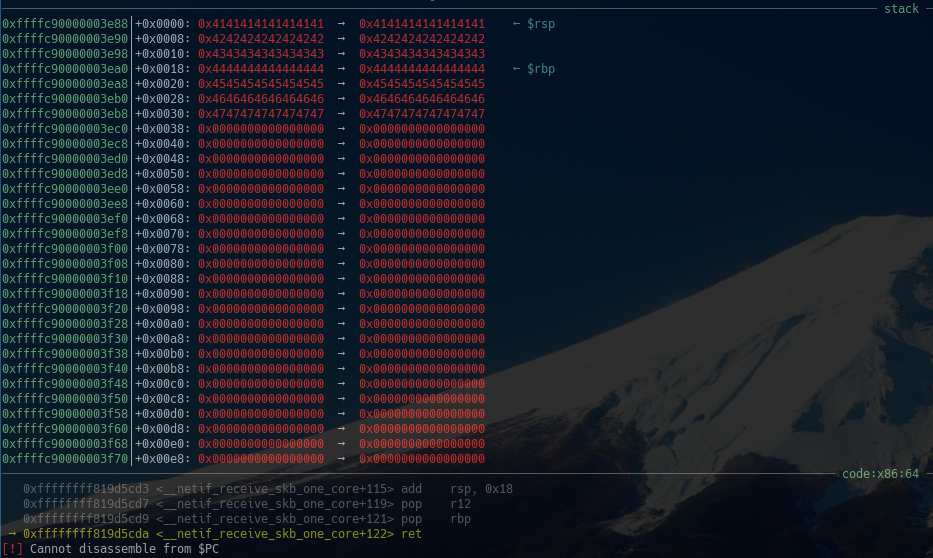 stack
0xffffc90000003e88│+0x0000: 0x4141414141414141 → 0x4141414141414141 ← $rsp
0xffffc90000003e90│+0x0008: 0x4242424242424242 → 0x4242424242424242
0xffffc90000003e98│+0x0010: 0x4343434343434343 → 0x4343434343434343
0xffffc90000003ea0│+0x0018: 0x4444444444444444 → 0x4444444444444444 ← $rbp
0xffffc90000003ea8│+0x0020: 0x4545454545454545 → 0x4545454545454545
0xffffc90000003eb0│+0x0028: 0x4646464646464646 → 0x4646464646464646
0xffffc90000003eb8│+0x0030: 0x4747474747474747 → 0x4747474747474747
0xffffc90000003ec0│+0x0038: 0x0000000000000000 → 0x0000000000000000
0xffffc90000003ec8│+0x0040: 0x0000000000000000 → 0x0000000000000000
0xffffc90000003ed0│+0x0048: 0x0000000000000000 → 0x0000000000000000
0xffffc90000003ed8│+0x0050: 0x0000000000000000 → 0x0000000000000000
0xffffc90000003ee0│+0x0058: 0x0000000000000000 → 0x0000000000000000
0xffffc90000003ee8│+0x0060: 0x0000000000000000 → 0x0000000000000000
0xffffc90000003ef0│+0x0068: 0x0000000000000000 → 0x0000000000000000
0xffffc90000003ef8│+0x0070: 0x0000000000000000 → 0x0000000000000000
0xffffc90000003f00│+0x0078: 0x0000000000000000 → 0x0000000000000000
0xffffc90000003f08│+0x0080: 0x0000000000000000 → 0x0000000000000000
0xffffc90000003f10│+0x0088: 0x0000000000000000 → 0x0000000000000000
0xffffc90000003f18│+0x0090: 0x0000000000000000 → 0x0000000000000000
0xffffc90000003f20│+0x0098: 0x0000000000000000 → 0x0000000000000000
0xffffc90000003f28│+0x00a0: 0x0000000000000000 → 0x0000000000000000
0xffffc90000003f30│+0x00a8: 0x0000000000000000 → 0x0000000000000000
0xffffc90000003f38│+0x00b0: 0x0000000000000000 → 0x0000000000000000
0xffffc90000003f40│+0x00b8: 0x0000000000000000 → 0x0000000000000000
0xffffc90000003f48│+0x00c0: 0x0000000000000000 → 0x0000000000000000
0xffffc90000003f50│+0x00c8: 0x0000000000000000 → 0x0000000000000000
0xffffc90000003f58│+0x00d0: 0x0000000000000000 → 0x0000000000000000
0xffffc90000003f60│+0x00d8: 0x0000000000000000 → 0x0000000000000000
0xffffc90000003f68│+0x00e0: 0x0000000000000000 → 0x0000000000000000
0xffffc90000003f70│+0x00e8: 0x0000000000000000 → 0x0000000000000000
code:x86:64
0xffffffff819d5cd3 <__netif_receive_skb_one_core+115> add rsp, 0x18
0xffffffff819d5cd7 <__netif_receive_skb_one_core+119> pop r12
0xffffffff819d5cd9 <__netif_receive_skb_one_core+121> pop rbp
→ 0xffffffff819d5cda <__netif_receive_skb_one_core+122> ret
[!] Cannot disassemble from $PC